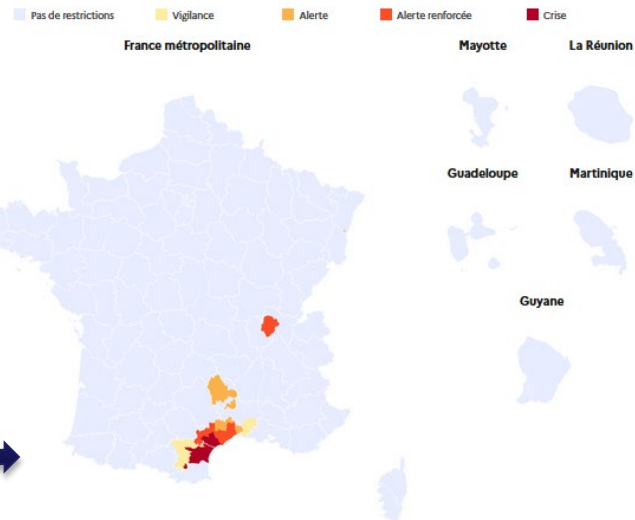 Pas de restrictions Vigilance Alerte Alerte renforcée Crise
France métropolitaine
Mayotte La Réunion
Guadeloupe Martinique
Guyane